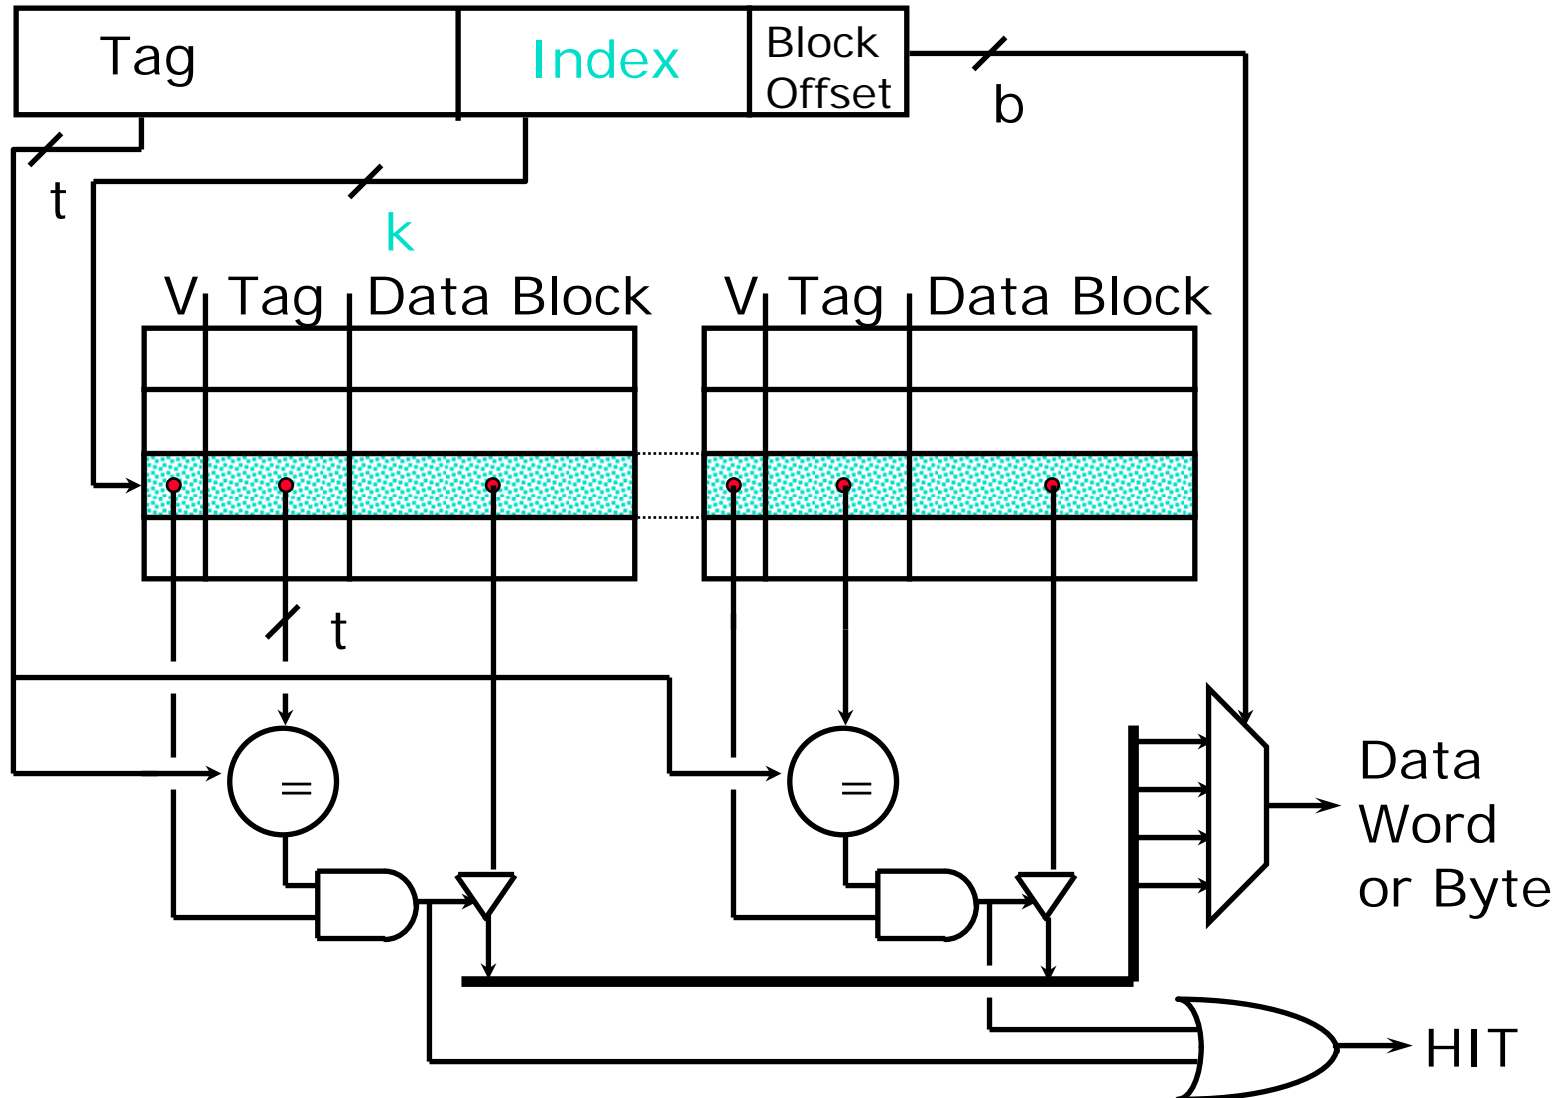 Tag
Index
Block
Offset
b
t
k
V Tag Data Block
V Tag Data Block
t
=
=
Data
Word
or Byte
HIT